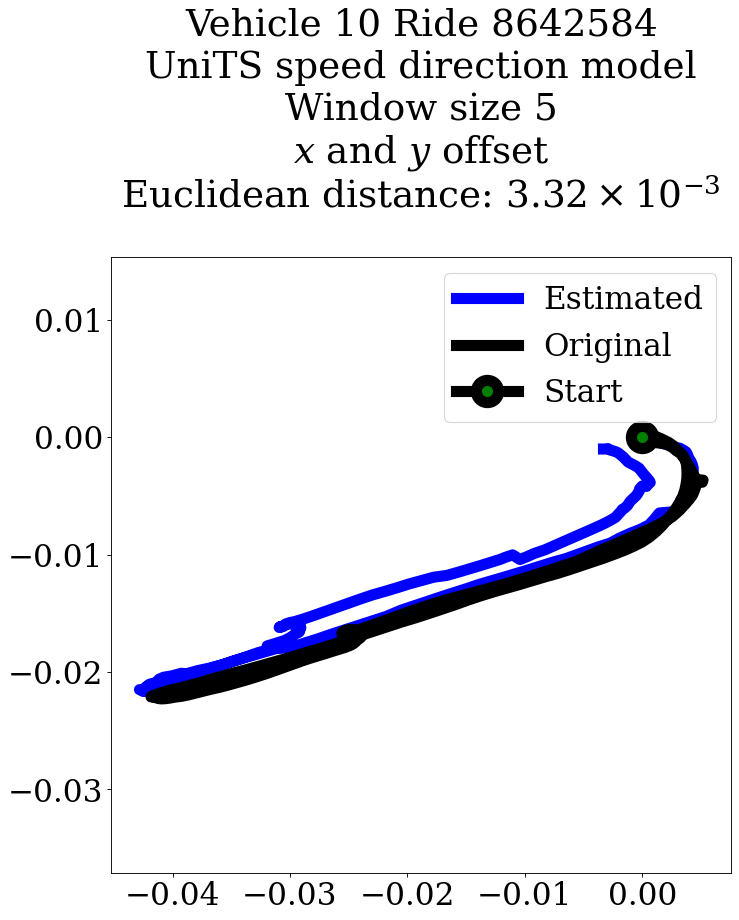 Vehicle 10 Ride 8642584
UniTS speed direction model
Window size 5
x and y offset
Euclidean distance: 3.32 × 10⁻³
Estimated
Original
Start
0.01
0.00
−0.01
−0.02
−0.03
−0.04 −0.03 −0.02 −0.01 0.00